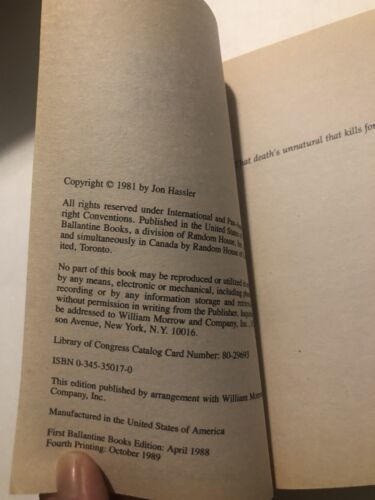 Copyright © 1981 by Jon Hassler
All rights reserved under International and Pan-
right Conventions. Published in the United States
Ballantine Books, a division of Random House,
and simultaneously in Canada by Random House of
ited, Toronto.
No part of this book may be reproduced or utilized
by any means, electronic or mechanical, including
recording or by any information storage and
without permission in writing from the Publisher.
be addressed to William Morrow and Company, Inc.,
son Avenue, New York, N.Y. 10016.
Library of Congress Catalog Card Number: 80-29693
ISBN 0-345-35017-0
This edition published by arrangement with William
Company, Inc.
Manufactured in the United States of America
First Ballantine Books Edition: April 1988
Fourth Printing: October 1989
death's unnatural that kills for